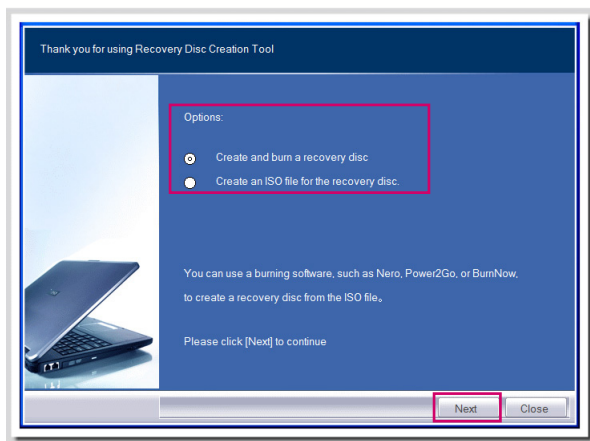 Thank you for using Recovery Disc Creation Tool
Options:
Create and burn a recovery disc
Create an ISO file for the recovery disc.
You can use a burning software, such as Nero, Power2Go, or BurnNow,
to create a recovery disc from the ISO file。
Please click [Next] to continue
Next Close